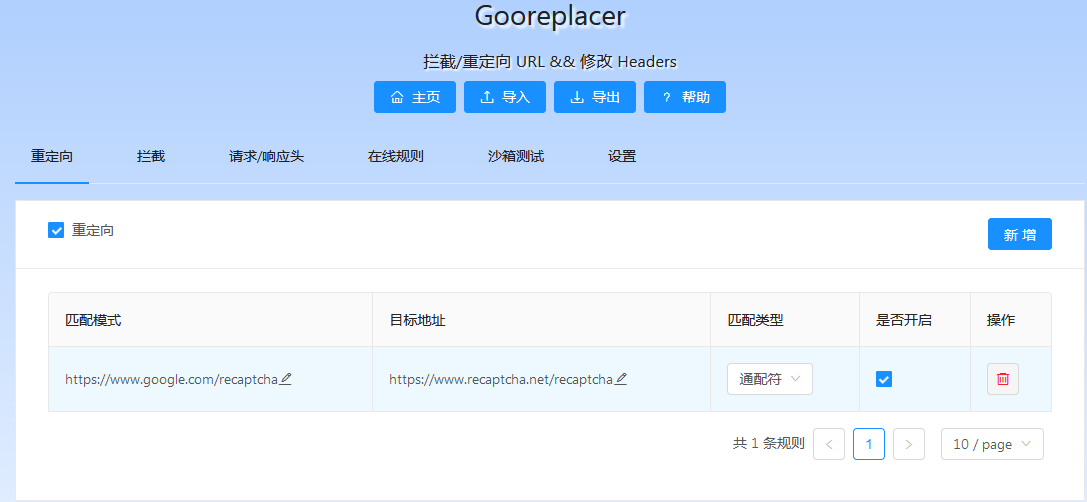 Gooreplacer
拦截/重定向 URL && 修改 Headers
主页 导入 导出 ? 帮助
重定向 拦截 请求/响应头 在线规则 沙箱测试 设置
重定向 新 增
匹配模式 目标地址 匹配类型 是否开启 操作
https://www.google.com/recaptcha https://www.recaptcha.net/recaptcha 通配符
共 1 条规则 < 1 > 10 / page